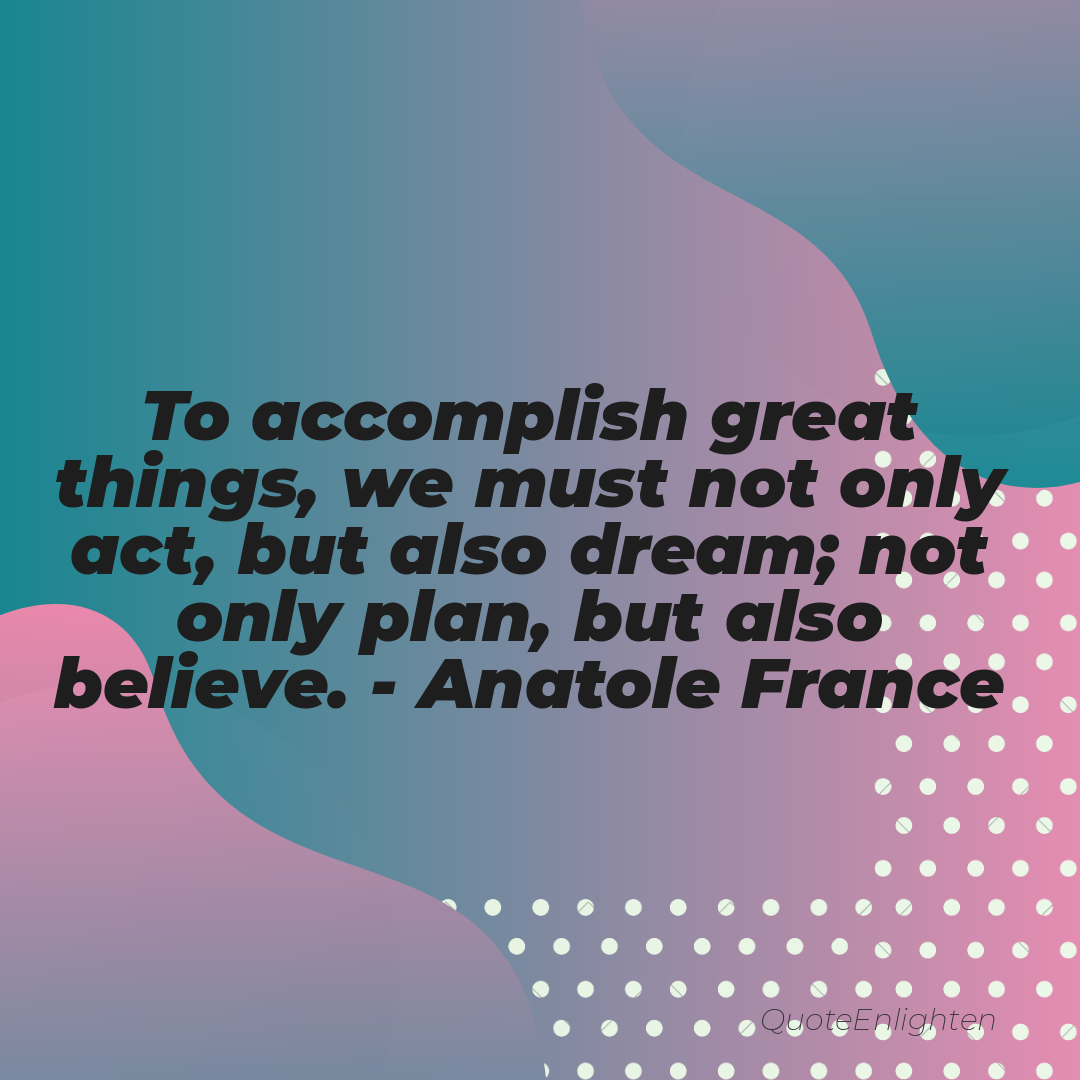 To accomplish great
things, we must not only
act, but also dream; not
only plan, but also
believe. - Anatole France
QuoteEnlighten